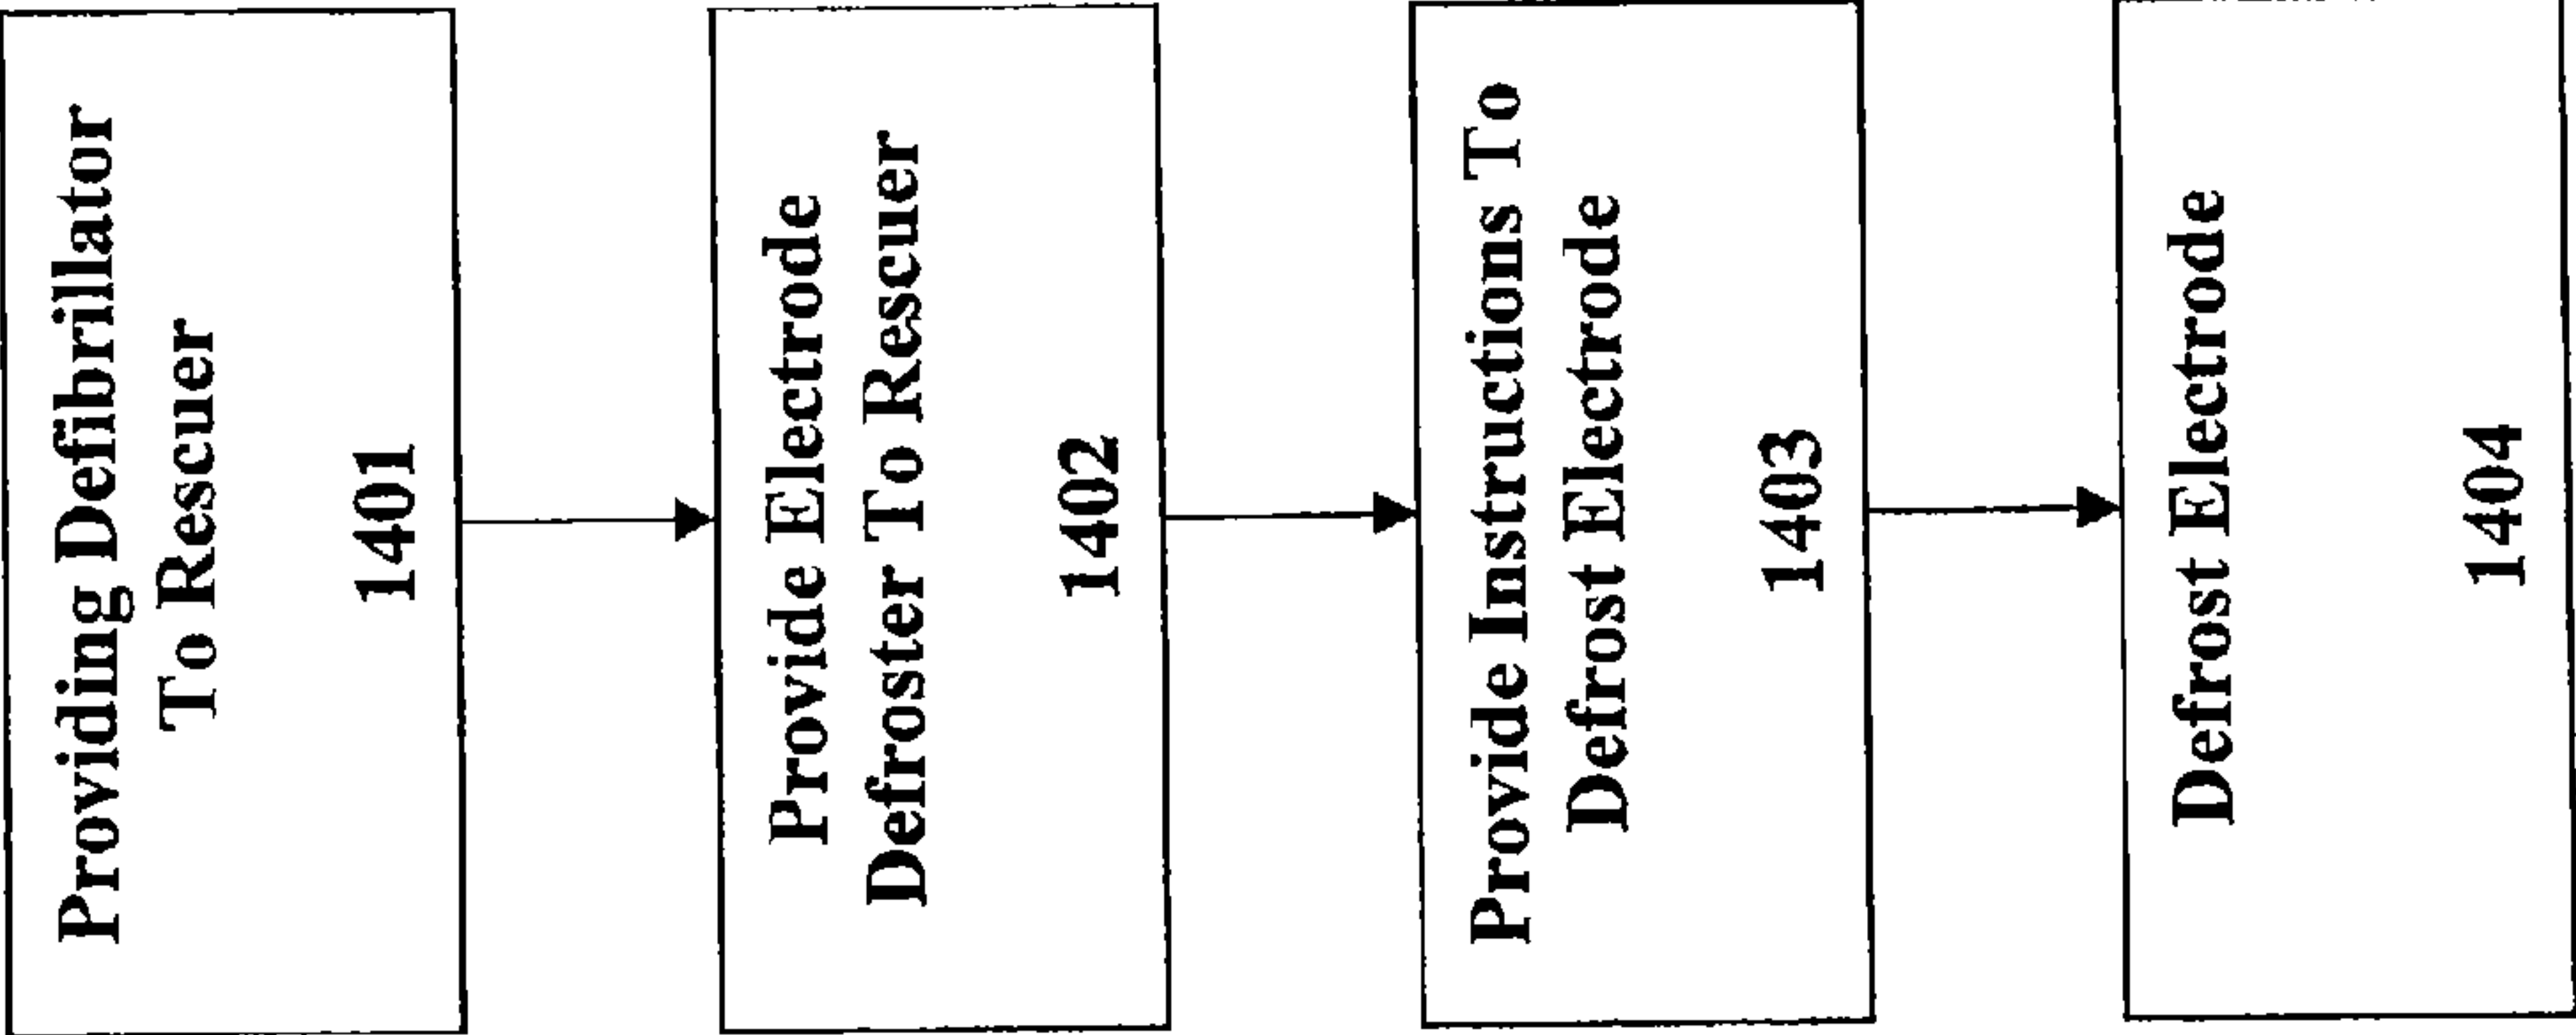 Providing Defibrillator
To Rescuer
1401
Provide Electrode
Defroster To Rescuer
1402
Provide Instructions To
Defrost Electrode
1403
Defrost Electrode
1404